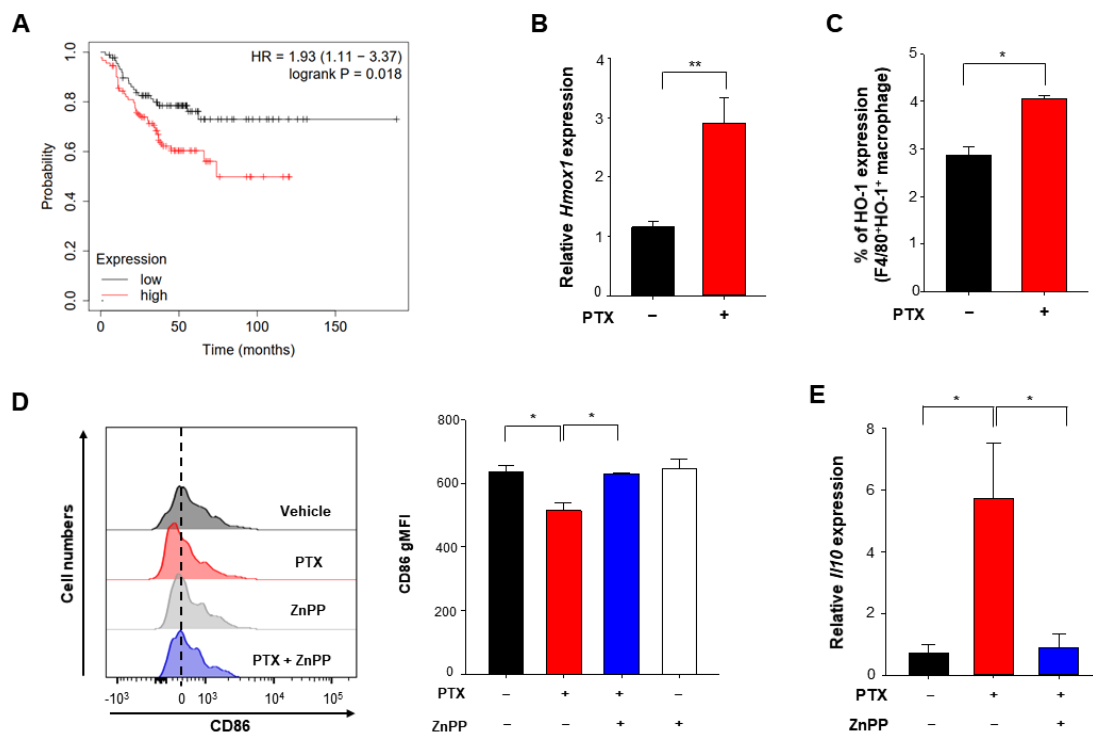 A
HR = 1.93 (1.11 − 3.37)
logrank P = 0.018
Probability
1.0
0.8
0.6
0.4
0.2
0.0
Expression
low
high
0 50 100 150
Time (months)
B
**
Relative Hmox1 expression
4
3
2
1
0
PTX − +
C
*
% of HO-1 expression
(F4/80⁺HO-1⁺ macrophage)
5
4
3
2
1
0
PTX − +
D
Cell numbers
Vehicle
PTX
ZnPP
PTX + ZnPP
-10³ 0 10³ 10⁴ 10⁵
CD86
* *
CD86 gMFI
800
600
400
200
0
PTX − + + −
ZnPP − − + +
E
* *
Relative Il10 expression
8
6
4
2
0
PTX − + +
ZnPP − − +